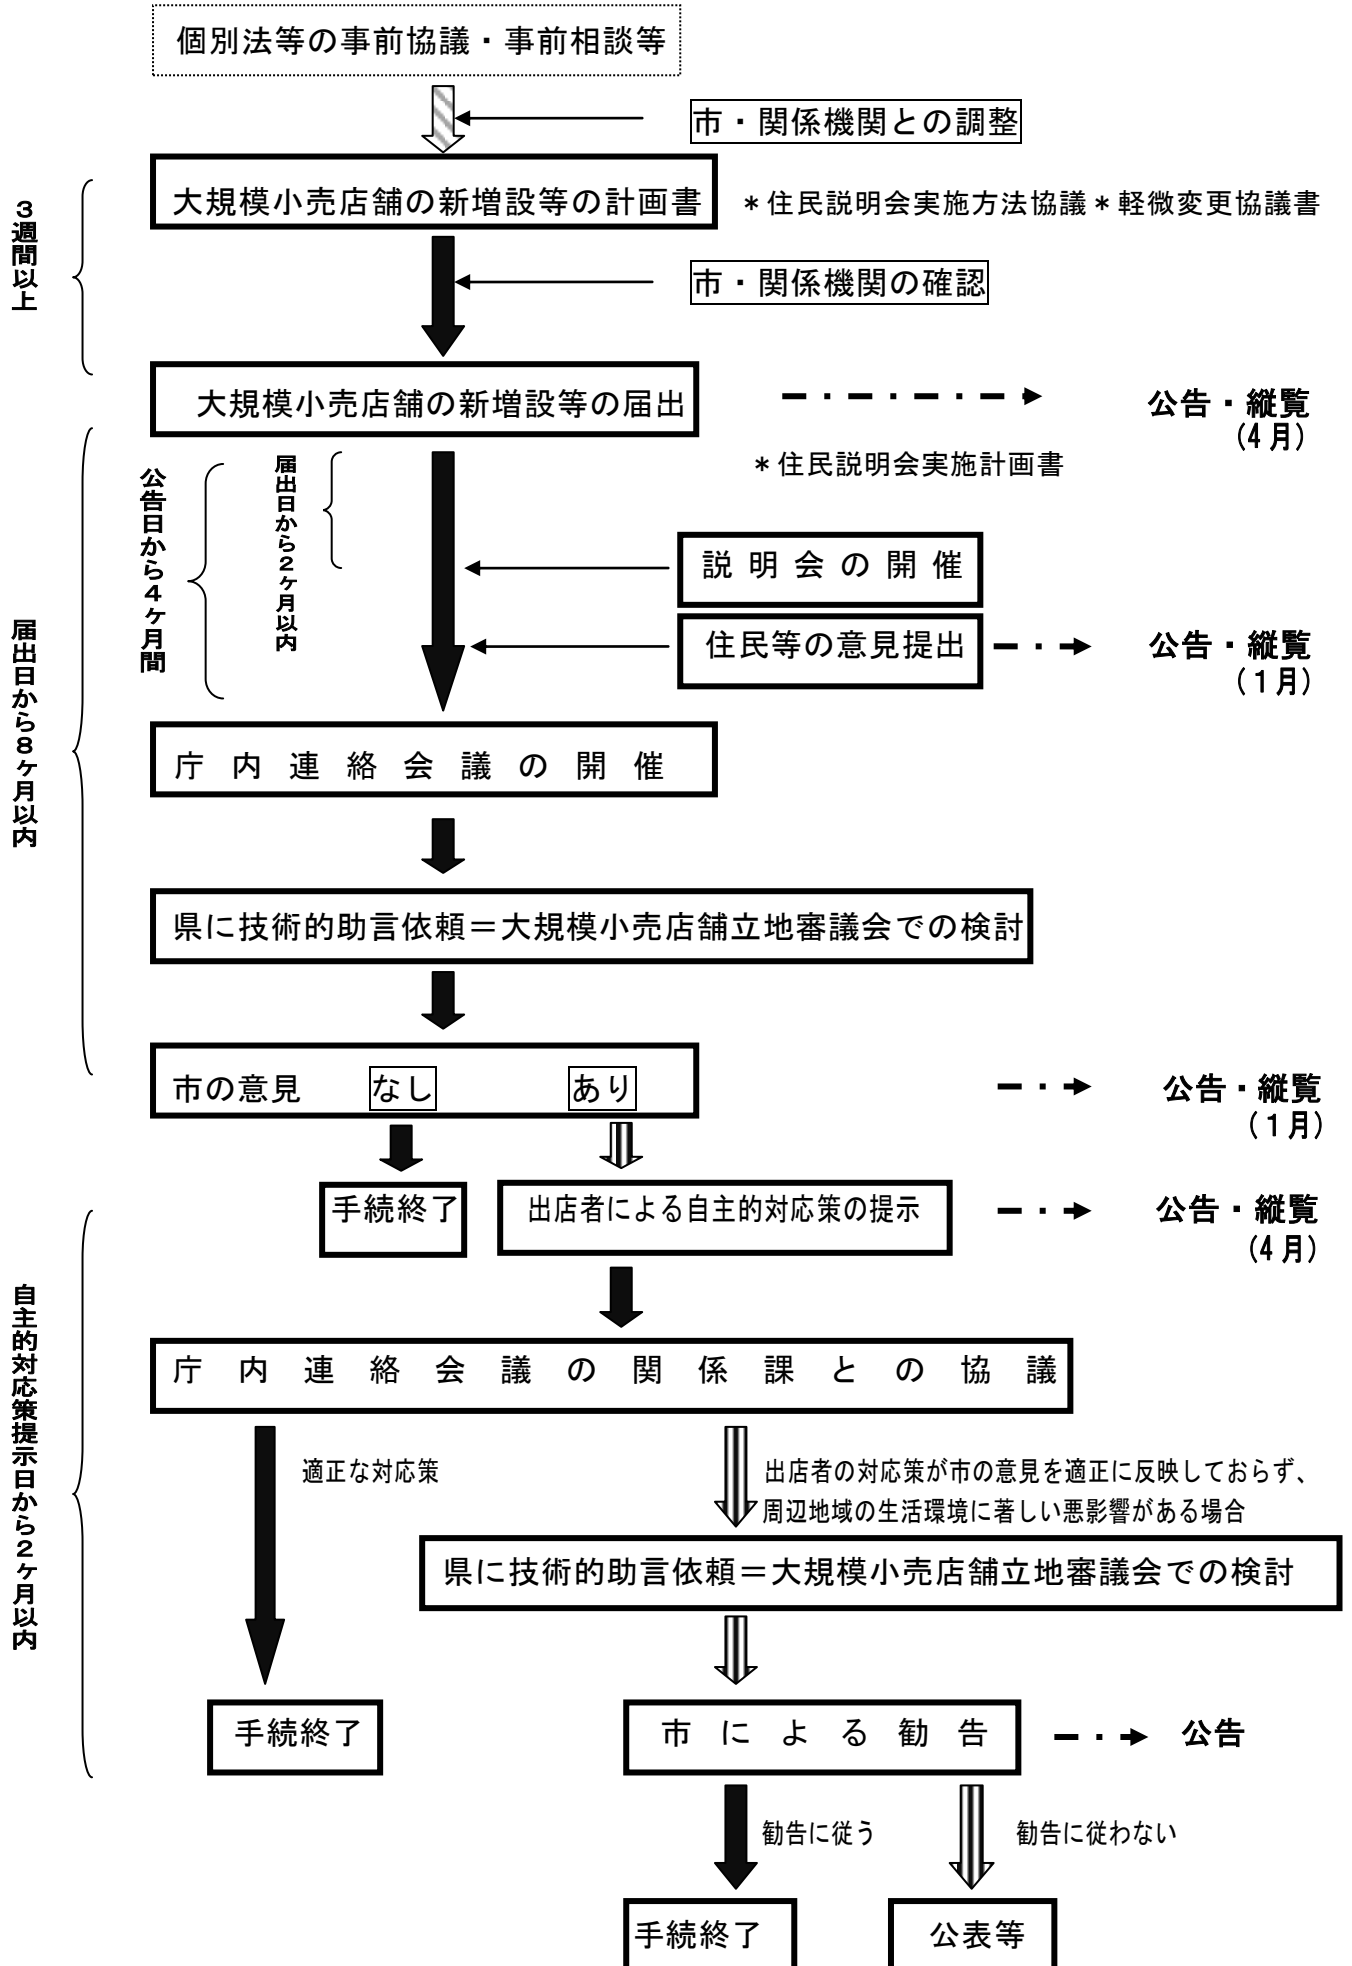 個別法等の事前協議・事前相談等
市・関係機関との調整
3週間以上
大規模小売店舗の新増設等の計画書
＊住民説明会実施方法協議＊軽微変更協議書
市・関係機関の確認
大規模小売店舗の新増設等の届出
公告・縦覧
(4月)
＊住民説明会実施計画書
届出日から8ヶ月以内
公告日から4ヶ月間
届出日から2ヶ月以内
説明会の開催
住民等の意見提出
公告・縦覧
(1月)
庁内連絡会議の開催
県に技術的助言依頼＝大規模小売店舗立地審議会での検討
市の意見 なし あり
公告・縦覧
(1月)
手続終了
出店者による自主的対応策の提示
公告・縦覧
(4月)
自主的対応策提示日から2ヶ月以内
庁内連絡会議の関係課との協議
適正な対応策
出店者の対応策が市の意見を適正に反映しておらず、
周辺地域の生活環境に著しい悪影響がある場合
県に技術的助言依頼＝大規模小売店舗立地審議会での検討
手続終了
市による勧告
公告
勧告に従う
勧告に従わない
手続終了
公表等